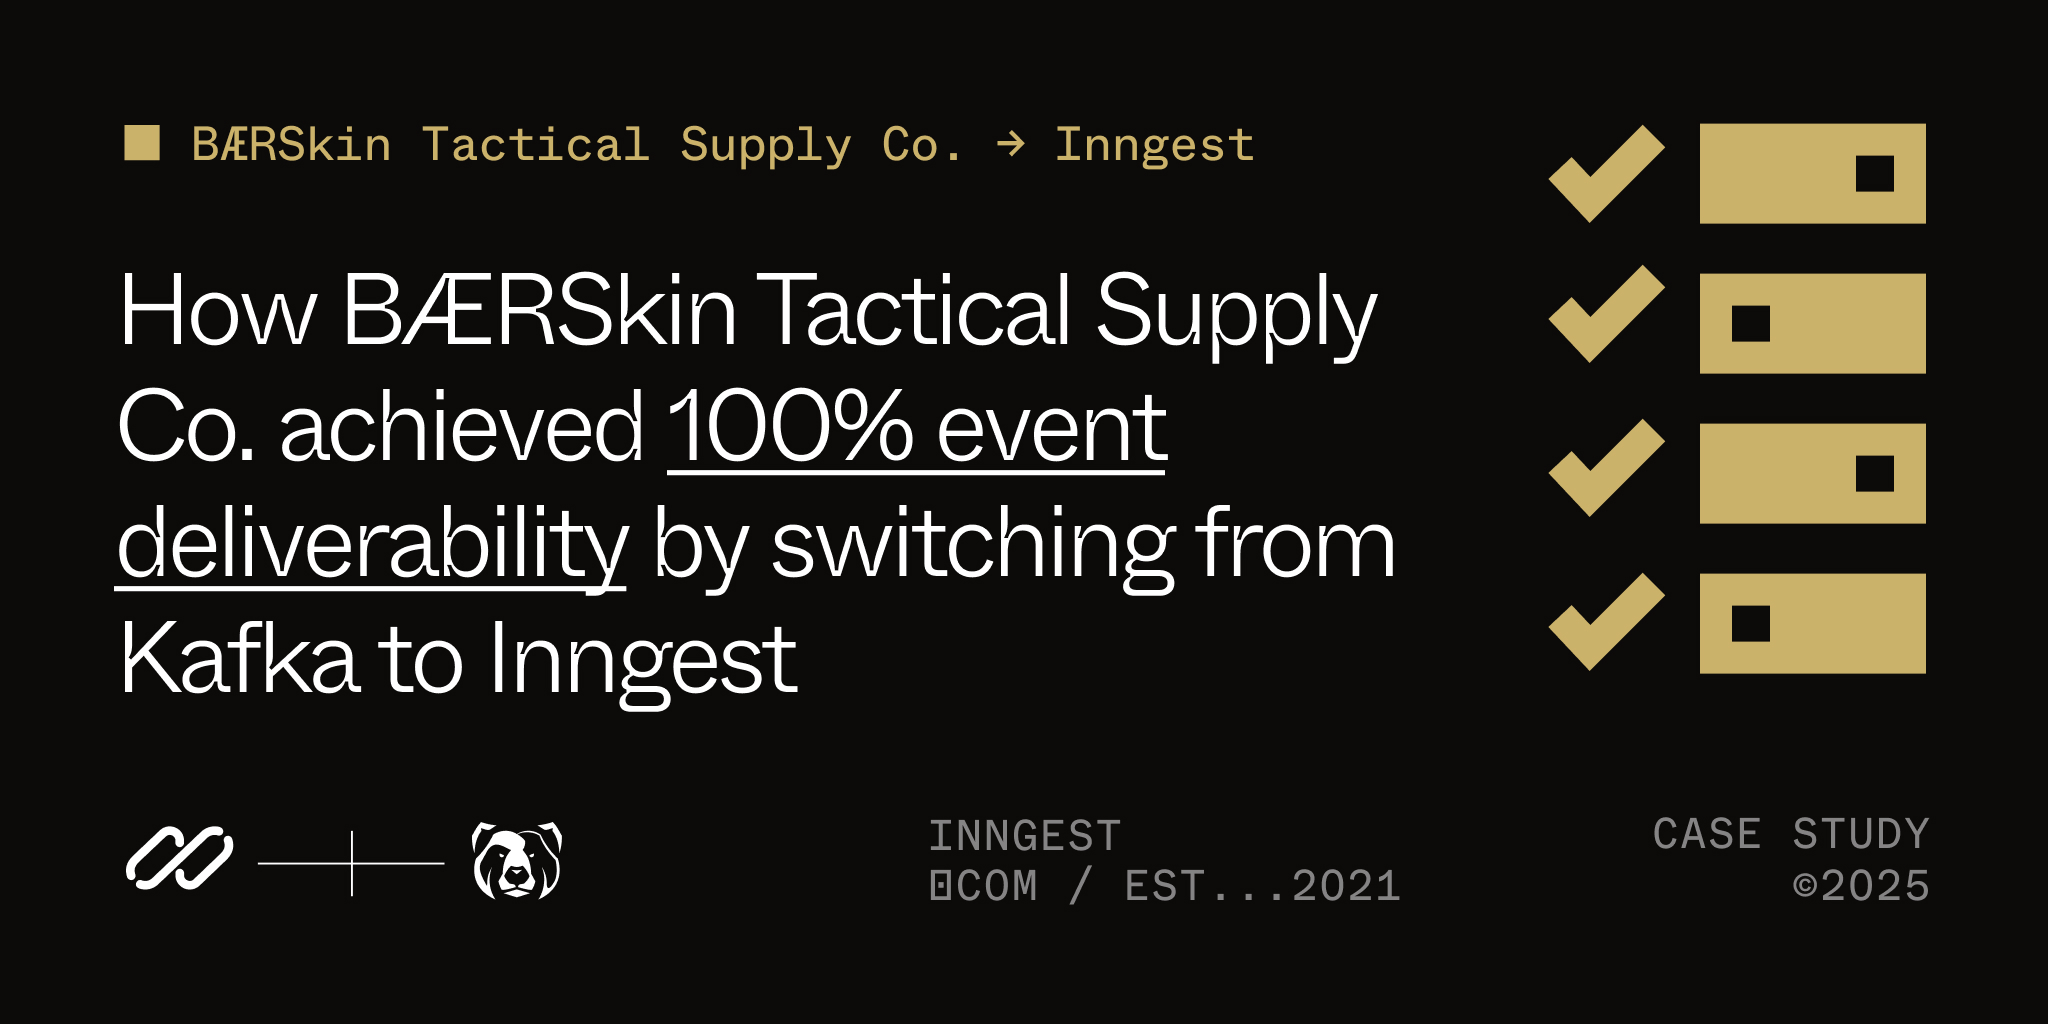 BÆRSkin Tactical Supply Co. → Inngest
How BÆRSkin Tactical Supply
Co. achieved 100% event
deliverability by switching from
Kafka to Inngest
INNGEST
⊡COM / EST...2021
CASE STUDY
©2025